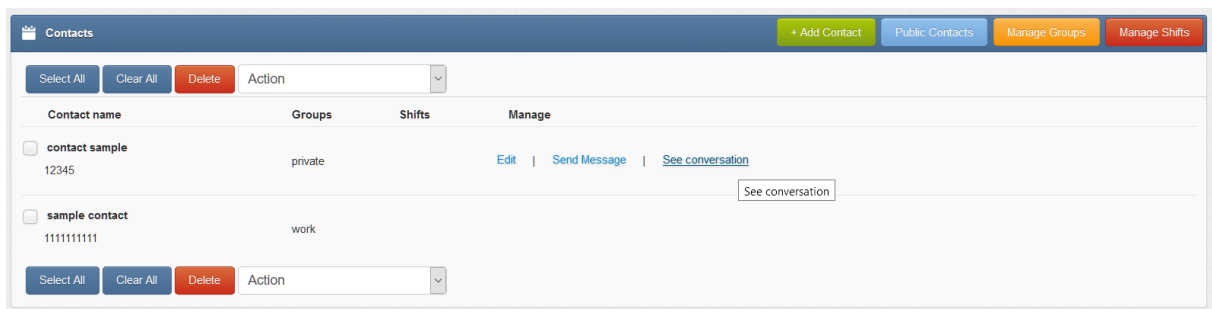 Contacts + Add Contact Public Contacts Manage Groups Manage Shifts
Select All Clear All Delete Action
Contact name Groups Shifts Manage
contact sample
12345 private Edit | Send Message | See conversation
See conversation
sample contact
1111111111 work
Select All Clear All Delete Action